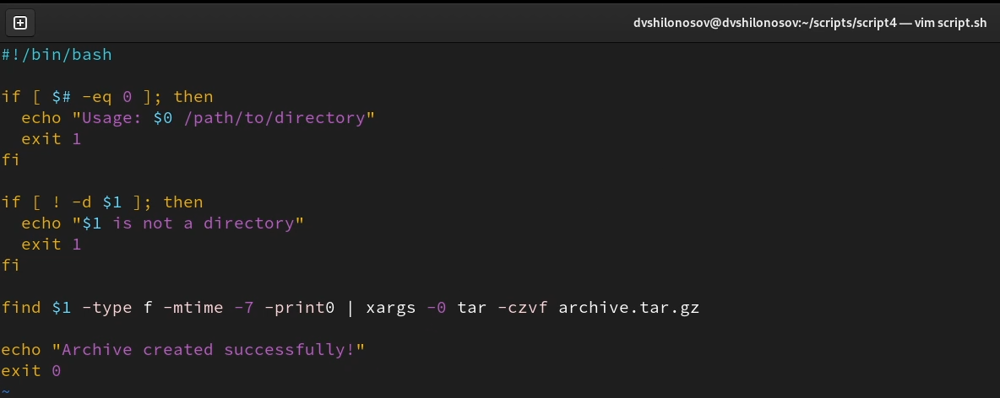 dvshilonosov@dvshilonosov:~/scripts/script4 — vim script.sh
#!/bin/bash

if [ $# -eq 0 ]; then
  echo "Usage: $0 /path/to/directory"
  exit 1
fi

if [ ! -d $1 ]; then
  echo "$1 is not a directory"
  exit 1
fi

find $1 -type f -mtime -7 -print0 | xargs -0 tar -czvf archive.tar.gz

echo "Archive created successfully!"
exit 0
~